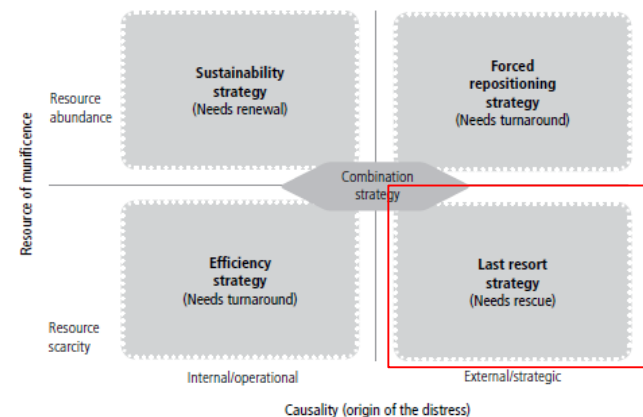 Sustainability
strategy
(Needs renewal)
Forced
repositioning
strategy
(Needs turnaround)
Resource
abundance
Resource of munificence
Combination
strategy
Efficiency
strategy
(Needs turnaround)
Last resort
strategy
(Needs rescue)
Resource
scarcity
Internal/operational
External/strategic
Causality (origin of the distress)